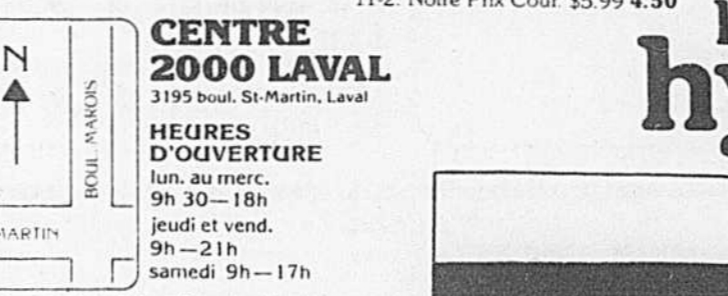 Notre Prix Cour. $5.99 4.50
hy
N
BOUL. MAROIS
MARTIN
CENTRE
2000 LAVAL
3195 boul. St-Martin, Laval
HEURES
D'OUVERTURE
lun. au merc.
9h 30—18h
jeudi et vend.
9h—21h
samedi 9h—17h